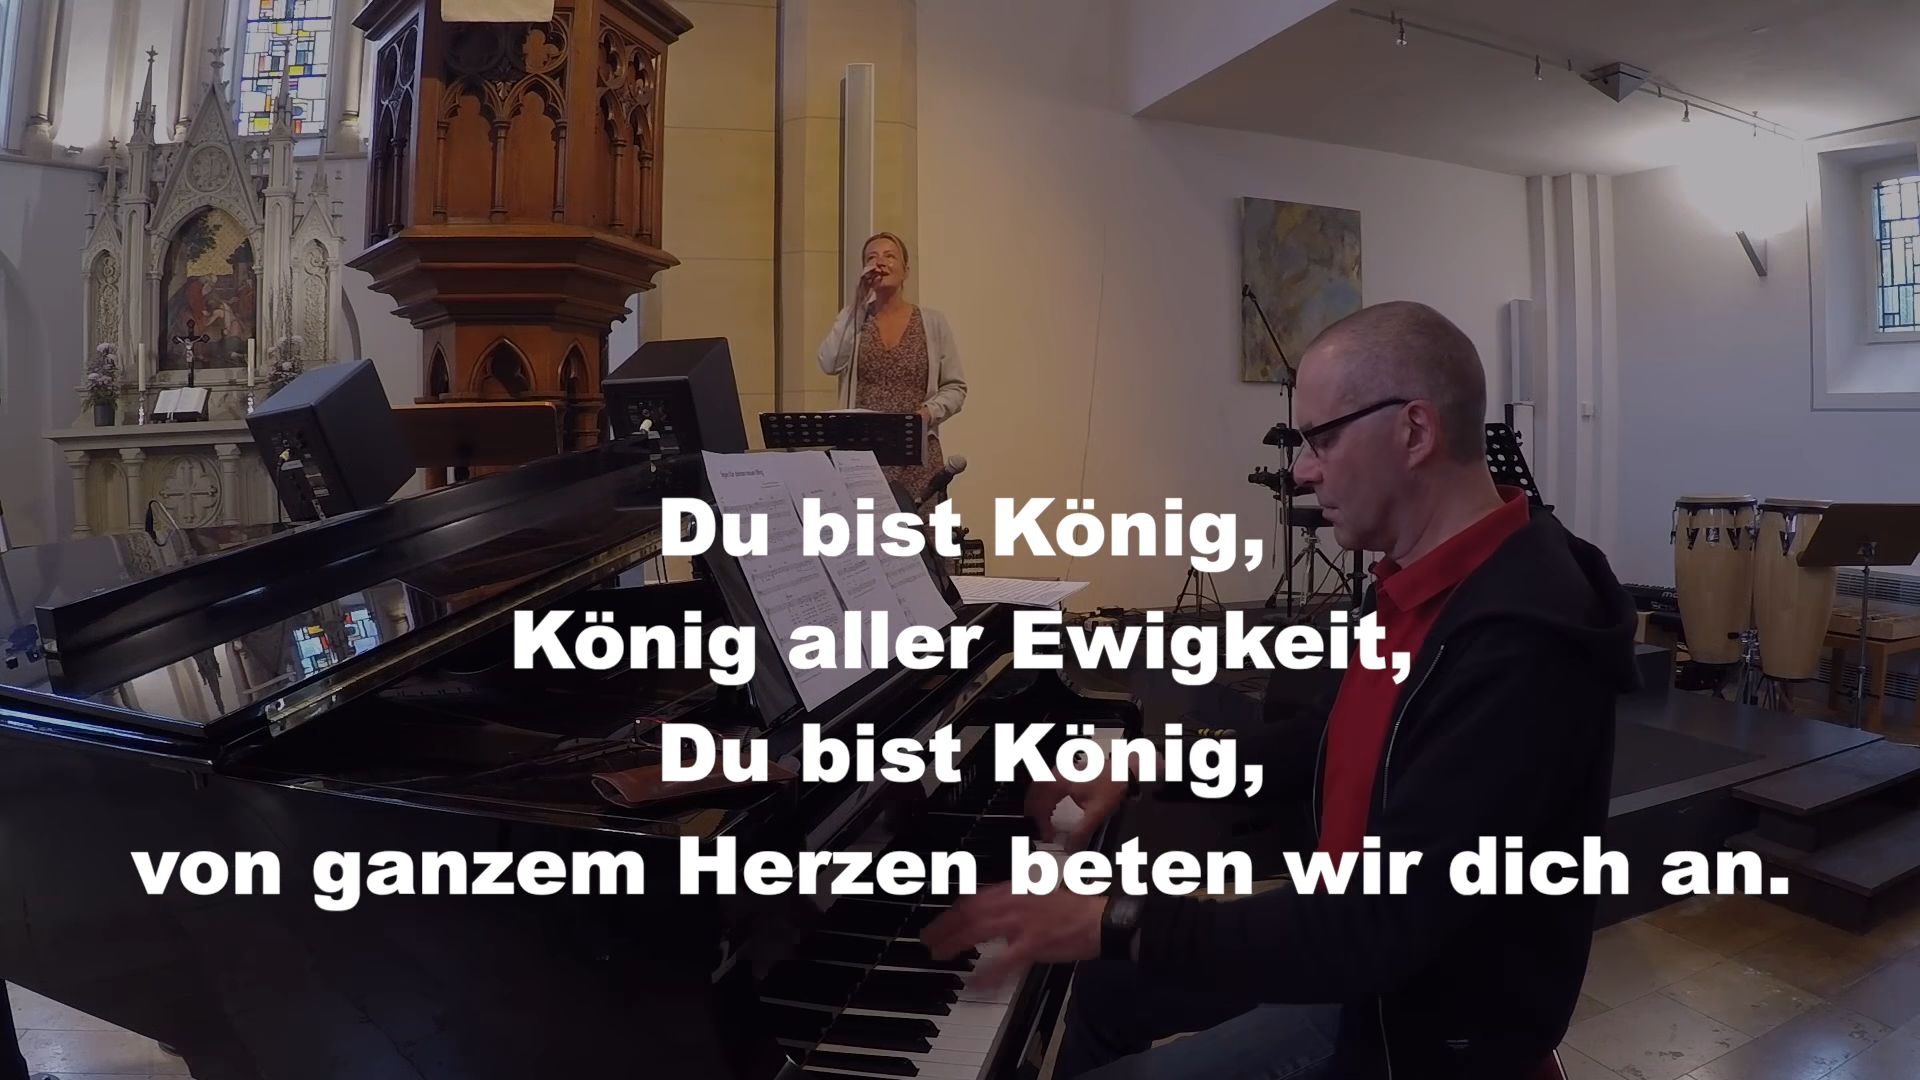 Du bist König,
König aller Ewigkeit,
Du bist König,
von ganzem Herzen beten wir dich an.